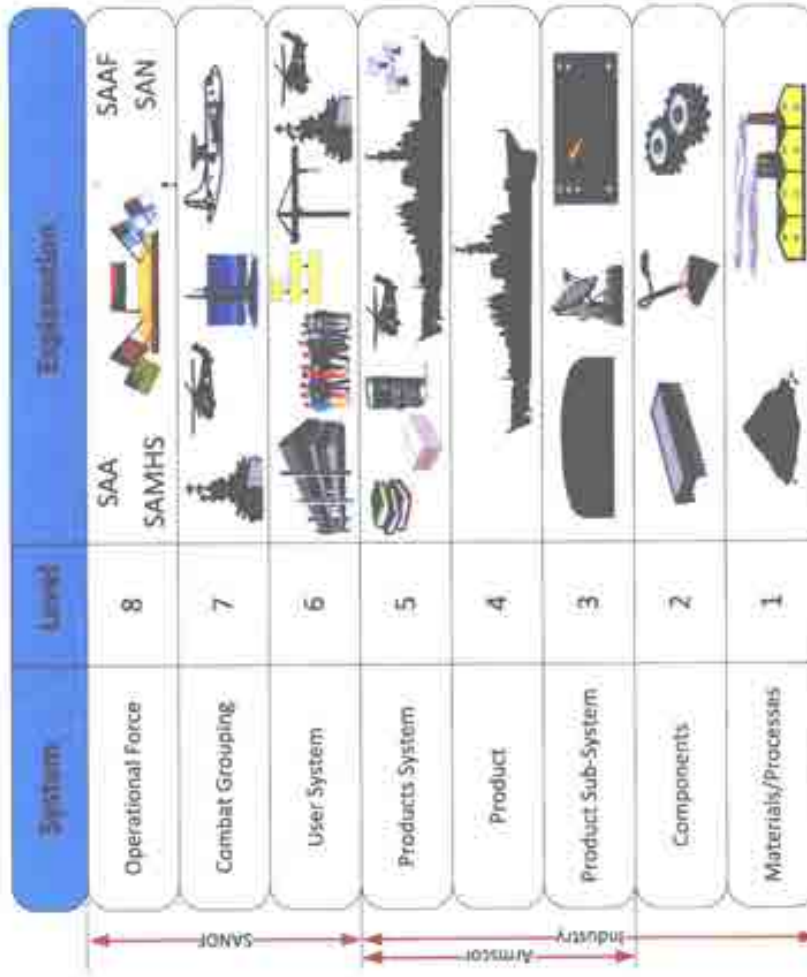 System Level Explanation
Operational Force 8 SAA SAAF
SAMHS SAN
Combat Grouping 7
User System 6
Products System 5
Product 4
Product Sub-System 3
Components 2
Materials/Processes 1
SANDF
Armscor
Industry